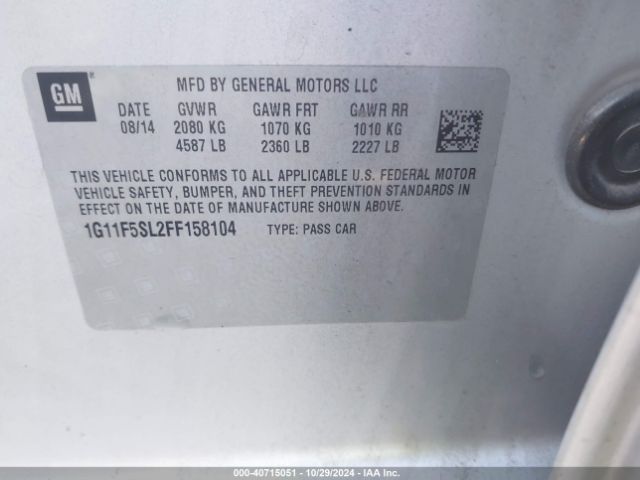 GM
MFD BY GENERAL MOTORS LLC
DATE GVWR GAWR FRT GAWR RR
08/14 2080 KG 1070 KG 1010 KG
4587 LB 2360 LB 2227 LB
THIS VEHICLE CONFORMS TO ALL APPLICABLE U.S. FEDERAL MOTOR
VEHICLE SAFETY, BUMPER, AND THEFT PREVENTION STANDARDS IN
EFFECT ON THE DATE OF MANUFACTURE SHOWN ABOVE.
1G11F5SL2FF158104 TYPE: PASS CAR
000-40715051 - 10/29/2024 - IAA Inc.